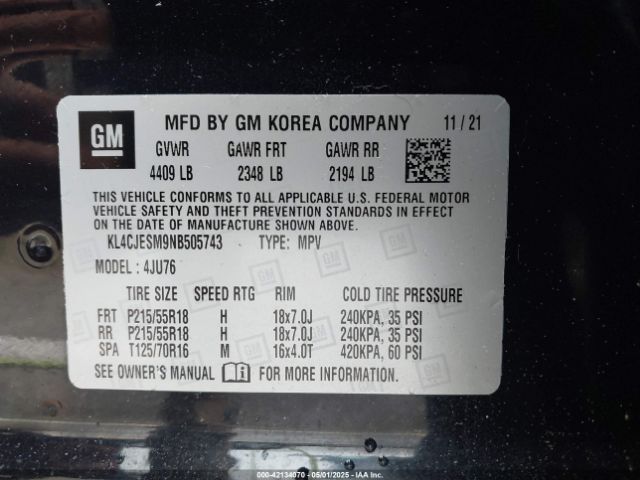 GM
MFD BY GM KOREA COMPANY 11 / 21
GVWR GAWR FRT GAWR RR
4409 LB 2348 LB 2194 LB
THIS VEHICLE CONFORMS TO ALL APPLICABLE U.S. FEDERAL MOTOR
VEHICLE SAFETY AND THEFT PREVENTION STANDARDS IN EFFECT
ON THE DATE OF MANUFACTURE SHOWN ABOVE.
KL4CJESM9NB505743 TYPE: MPV
MODEL: 4JU76
TIRE SIZE SPEED RTG RIM COLD TIRE PRESSURE
FRT P215/55R18 H 18x7.0J 240KPA, 35 PSI
RR P215/55R18 H 18x7.0J 240KPA, 35 PSI
SPA T125/70R16 M 16x4.0T 420KPA, 60 PSI
SEE OWNER'S MANUAL FOR MORE INFORMATION.
000-42134070 - 05/01/2025 - IAAI.COM